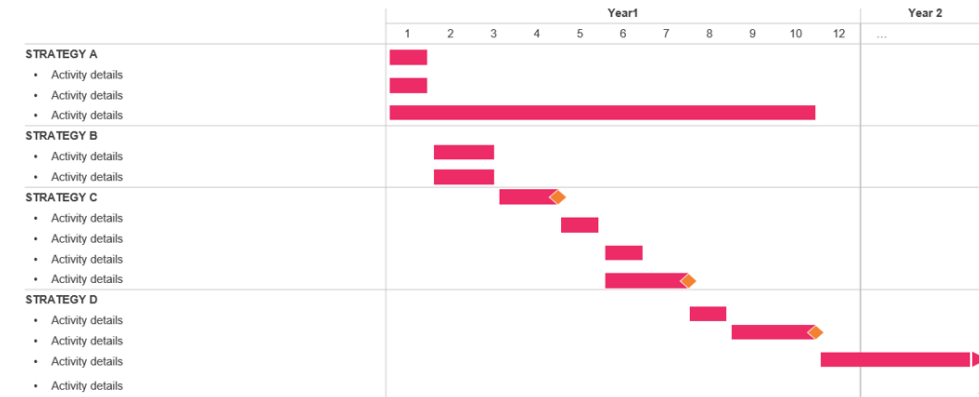 Year1 Year 2
1 2 3 4 5 6 7 8 9 10 12 ...
STRATEGY A
• Activity details
• Activity details
• Activity details
STRATEGY B
• Activity details
• Activity details
STRATEGY C
• Activity details
• Activity details
• Activity details
• Activity details
STRATEGY D
• Activity details
• Activity details
• Activity details
• Activity details